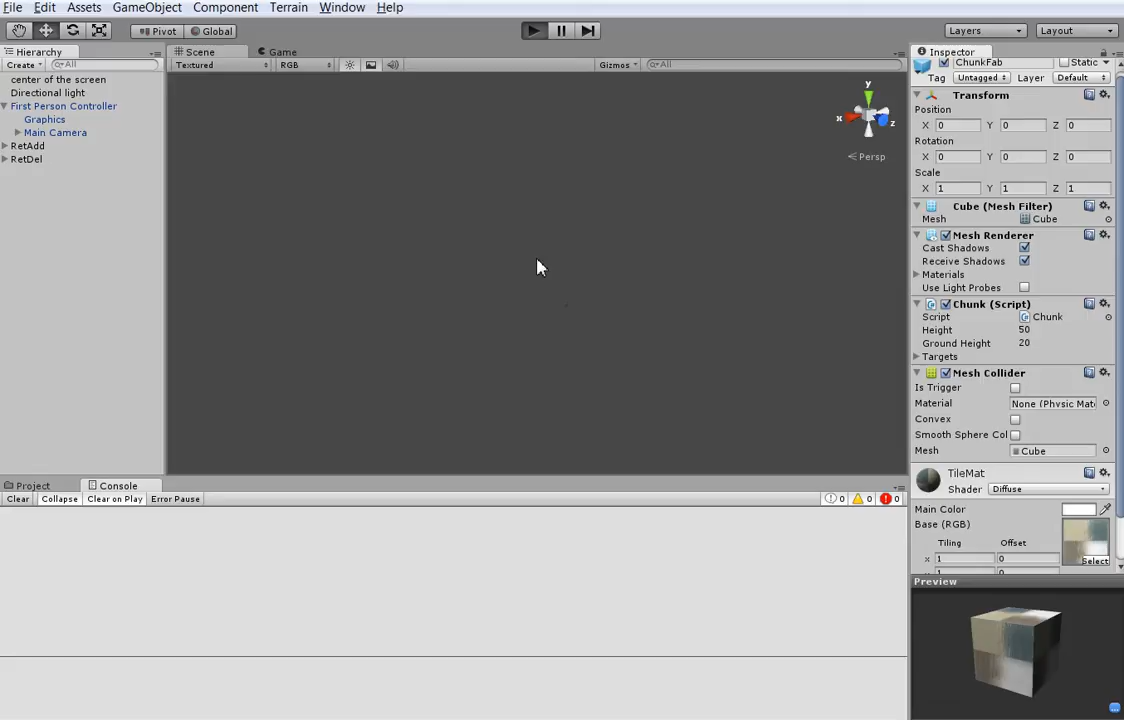 File Edit Assets GameObject Component Terrain Window Help
Pivot Global Layers Layout
Hierarchy
Create All
center of the screen
Directional light
First Person Controller
Graphics
Main Camera
RetAdd
RetDel
Scene Game
Textured RGB Gizmos All
y
x
z
Persp
Project Console
Clear Collapse Clear on Play Error Pause 0 0 0
Inspector
ChunkFab Static
Tag Untagged Layer Default
Transform
Position
X 0 Y 0 Z 0
Rotation
X 0 Y 0 Z 0
Scale
X 1 Y 1 Z 1
Cube (Mesh Filter)
Mesh Cube
Mesh Renderer
Cast Shadows
Receive Shadows
Materials
Use Light Probes
Chunk (Script)
Script Chunk
Height 50
Ground Height 20
Targets
Mesh Collider
Is Trigger
Material None (Physic Mat
Convex
Smooth Sphere Col
Mesh Cube
TileMat
Shader Diffuse
Main Color
Base (RGB)
Tiling Offset
x 1 0
Select
Preview